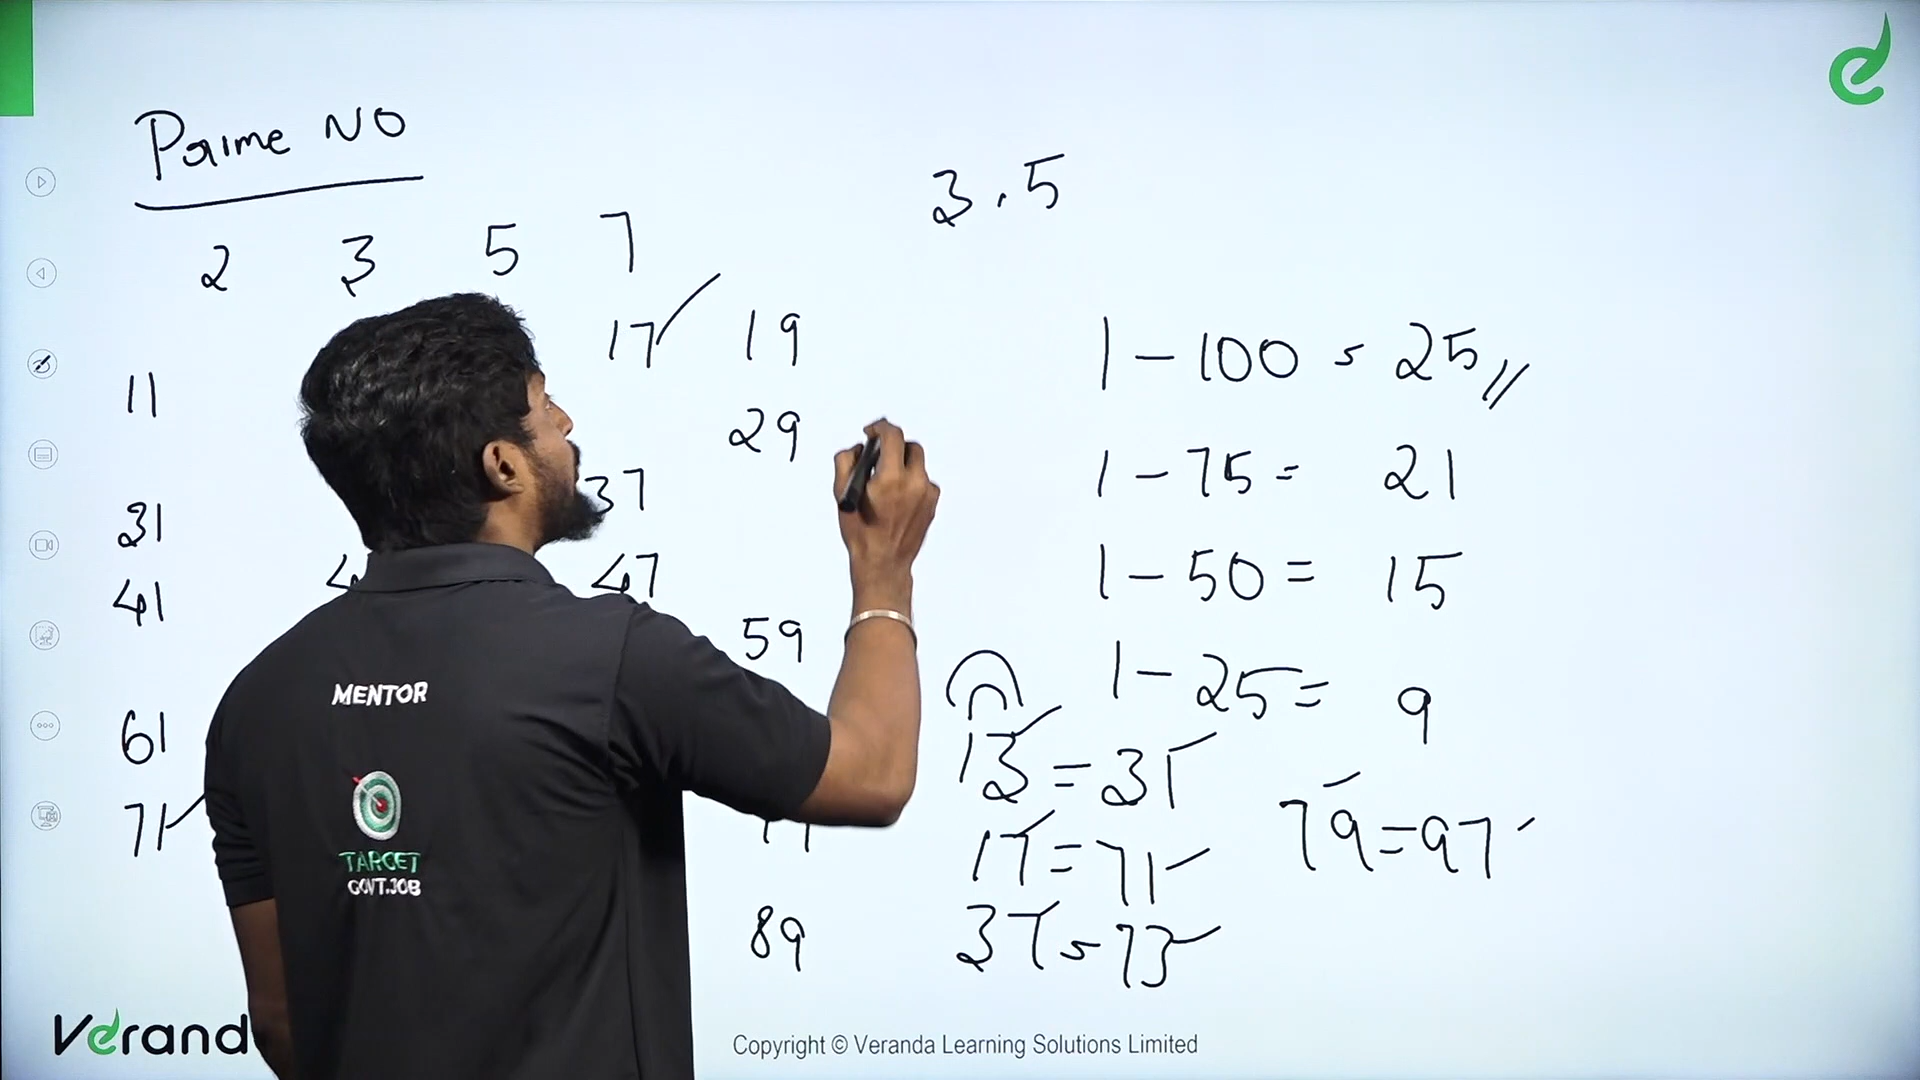 Prime NO
3.5
2 3 5 7
17 19
11
29
31 37
41 47
59
61
71
89
1 - 100 = 25
1 - 75 = 21
1 - 50 = 15
1 - 25 = 9
13 = 31
17 = 71
79 = 97
37 = 73
MENTOR
TARGET
GOVT.JOB
Verand
Copyright © Veranda Learning Solutions Limited